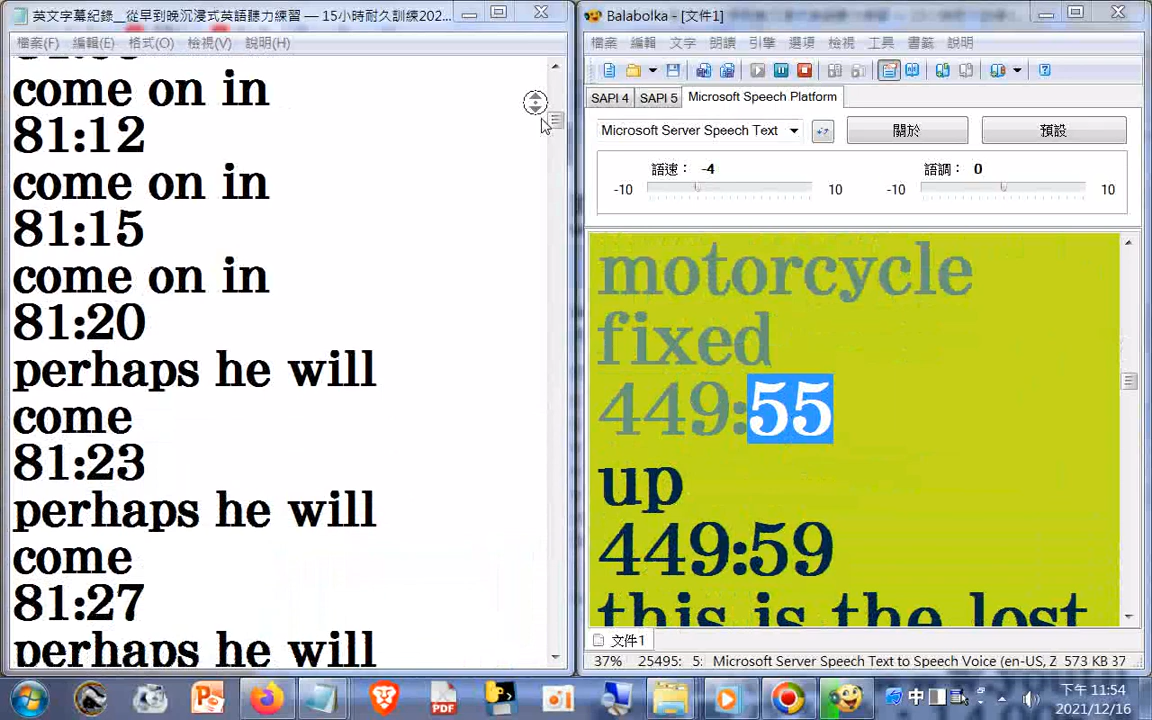 英文字幕紀錄__從早到晚沉浸式英語聽力練習 — 15小時耐久訓練202...
檔案(F) 編輯(E) 格式(O) 檢視(V) 說明(H)
come on in
81:12
come on in
81:15
come on in
81:20
perhaps he will
come
81:23
perhaps he will
come
81:27
perhaps he will
Balabolka - [文件1]
檔案 編輯 文字 朗讀 引擎 選項 檢視 工具 書籤 說明
SAPI 4 SAPI 5 Microsoft Speech Platform
Microsoft Server Speech Text 關於 預設
語速： -4 語調： 0
-10 10 -10 10
motorcycle
fixed
449:55
up
449:59
this is the lost
文件1
37% 25495: 5: Microsoft Server Speech Text to Speech Voice (en-US, Z 573 KB 37
PDF 中 下午 11:54
2021/12/16